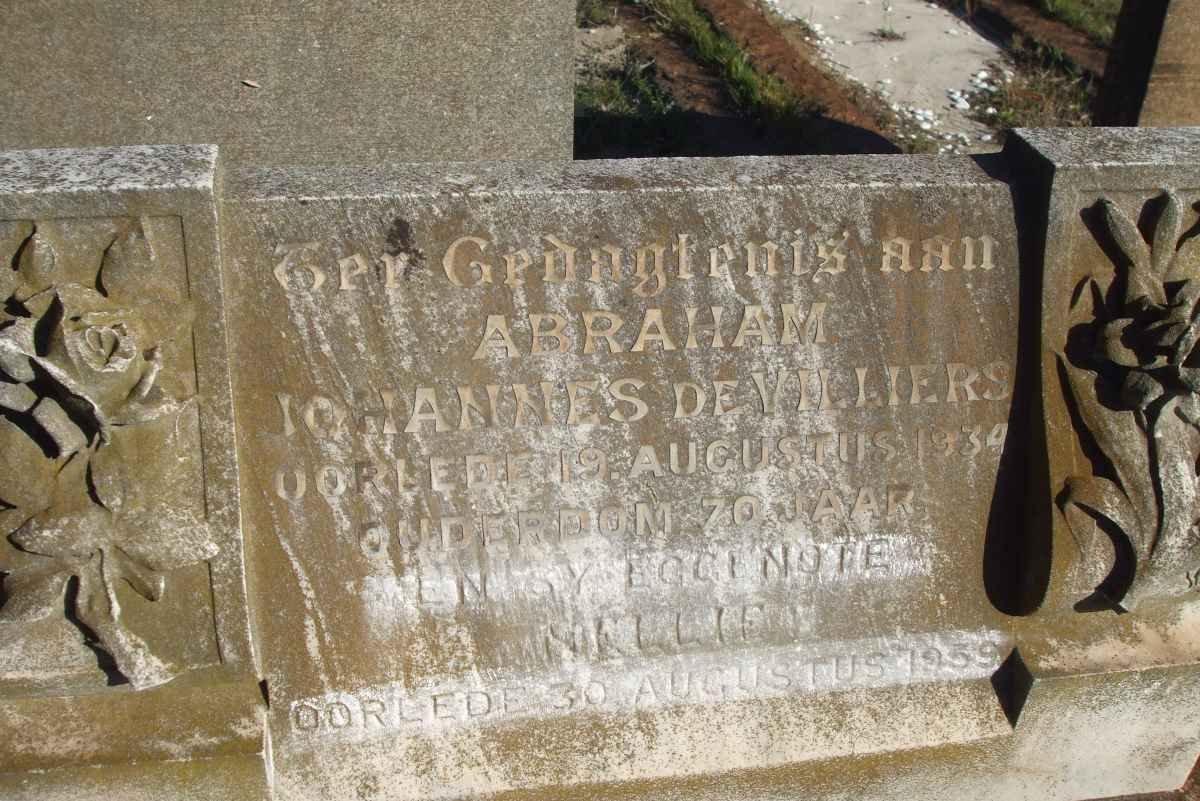 Ter Gedagtenis aan
ABRAHAM
JOHANNES DE VILLIERS
OORLEDE 19. AUGUSTUS 1934
OUDERDOM 70 JAAR
EN SY EGGENOTE
NELLIE
OORLEDE 30 AUGUSTUS 1959